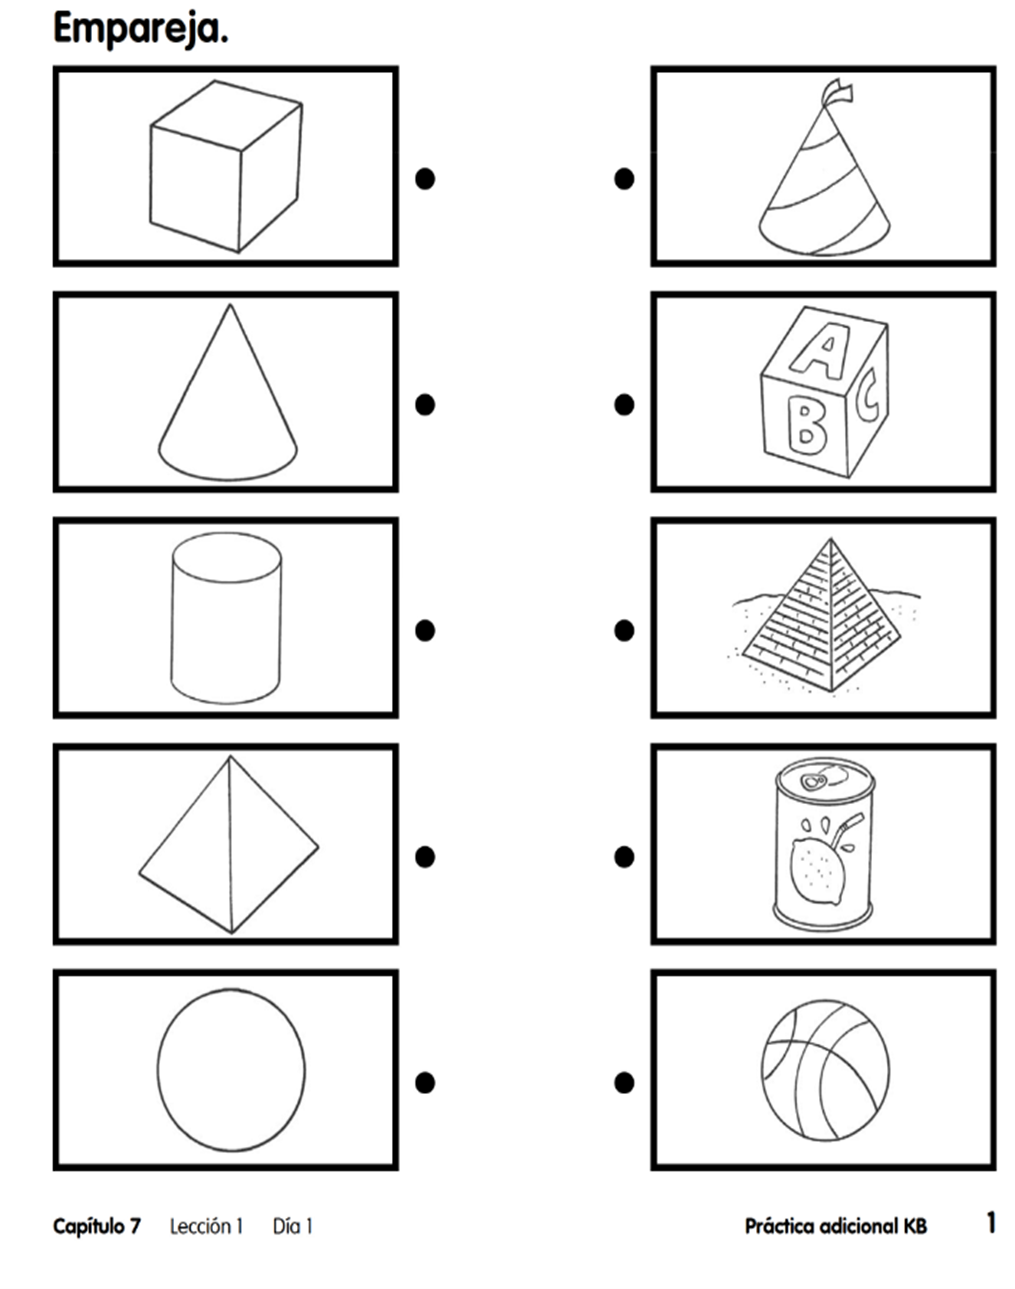 Empareja.
A
B C
Capítulo 7 Lección 1 Día 1 Práctica adicional KB 1